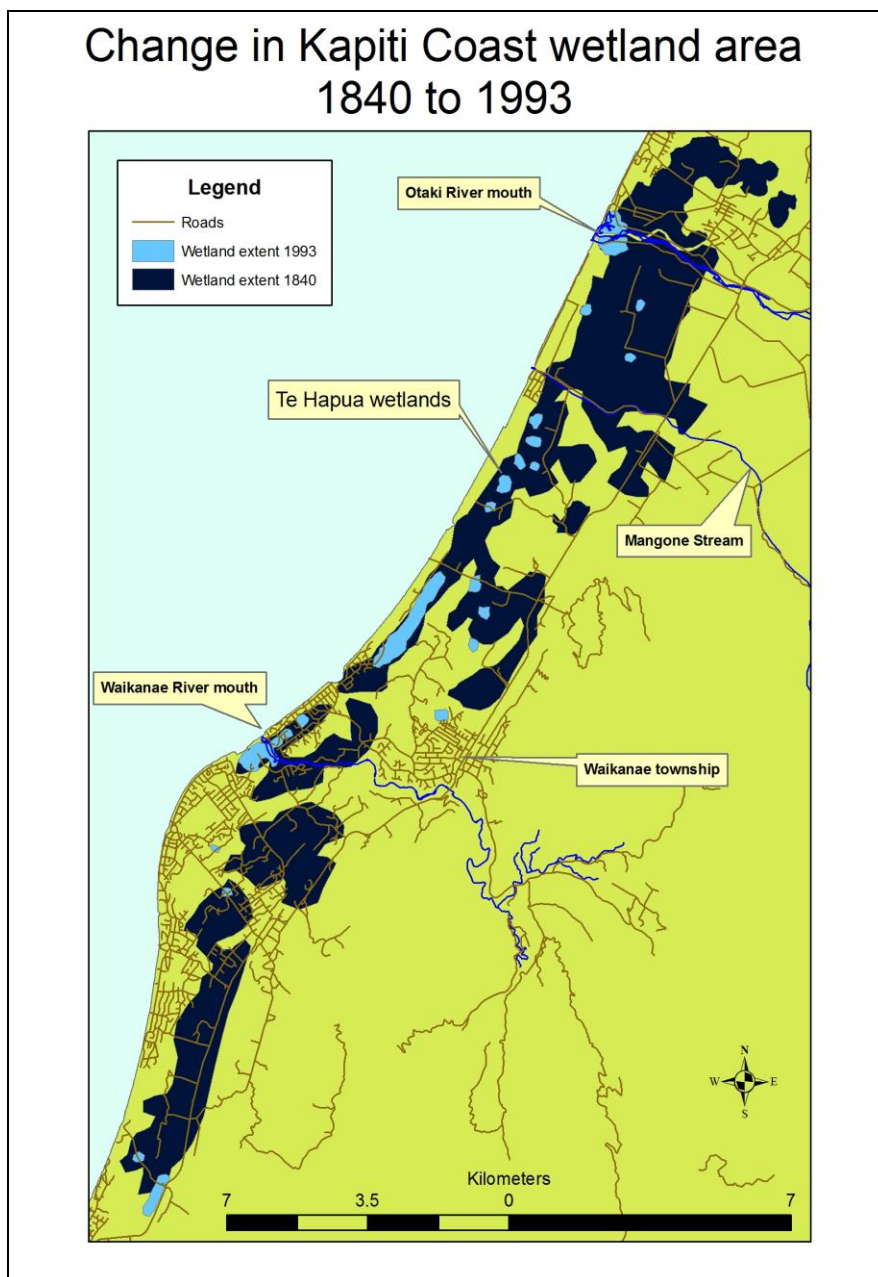 Change in Kapiti Coast wetland area
1840 to 1993
Legend
Roads
Wetland extent 1993
Wetland extent 1840
Otaki River mouth
Te Hapua wetlands
Mangone Stream
Waikanae River mouth
Waikanae township
N
W E
S
Kilometers
7 3.5 0 7